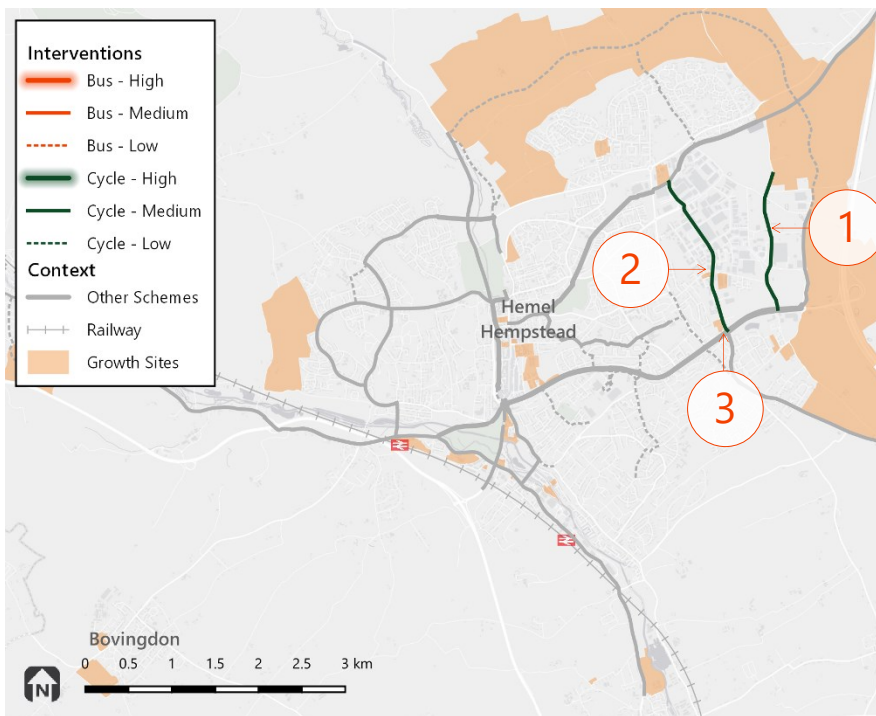 Interventions
Bus - High
Bus - Medium
Bus - Low
Cycle - High
Cycle - Medium
Cycle - Low
Context
Other Schemes
Railway
Growth Sites
1
2
Hemel
Hempstead
3
Bovingdon
0 0.5 1 1.5 2 2.5 3 km
N